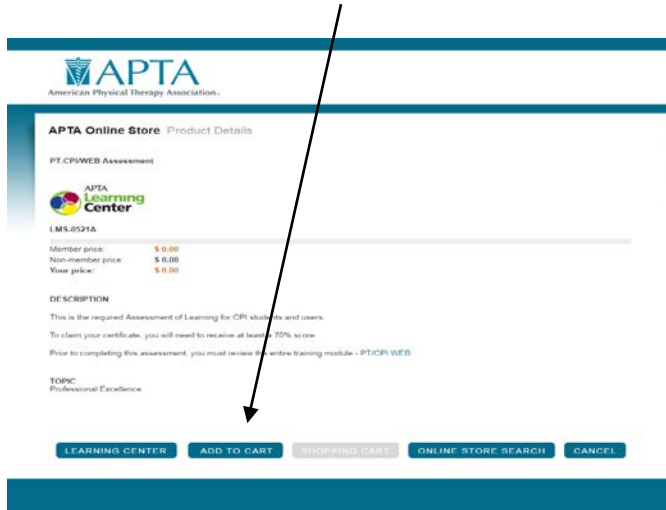 APTA
American Physical Therapy Association.
APTA Online Store Product Details
PT.CPI/WEB Assessment
APTA
Learning
Center
LMS-0521A
Member price: $ 0.00
Non-member price $ 0.00
Your price: $ 0.00
DESCRIPTION
This is the required Assessment of Learning for CPI students and users.
To claim your certificate, you will need to receive at least a 70% score
Prior to completing this assessment, you must review the entire training module - PT/CPI WEB
TOPIC
Professional Excellence
LEARNING CENTER ADD TO CART SHOPPING CART ONLINE STORE SEARCH CANCEL